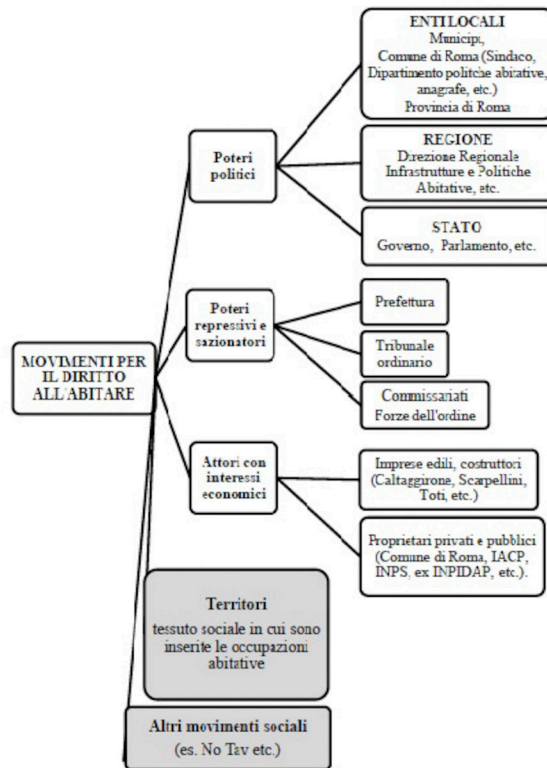 ENTI LOCALI
Municipi,
Comune di Roma (Sindaco,
Dipartimento politche abitative,
anagrafe, etc.)
Provincia di Roma
Poteri
politici
REGIONE
Direzione Regionale
Infrastrutture e Politiche
Abitative, etc.
STATO
Governo, Parlamento, etc.
MOVIMENTI PER
IL DIRITTO
ALL'ABITARE
Poteri
repressivi e
sazionatori
Prefettura
Tribunale
ordinario
Commissariati
Forze dell'ordine
Attori con
interessi
economici
Imprese edili, costruttori
(Caltaggirone, Scarpellini,
Toti, etc.)
Proprietari privati e pubblici
(Comune di Roma, IACP,
INPS, ex INPIDAP, etc.).
Territori
tessuto sociale in cui sono
inserite le occupazioni
abitative
Altri movimenti sociali
(es. No Tav etc.)